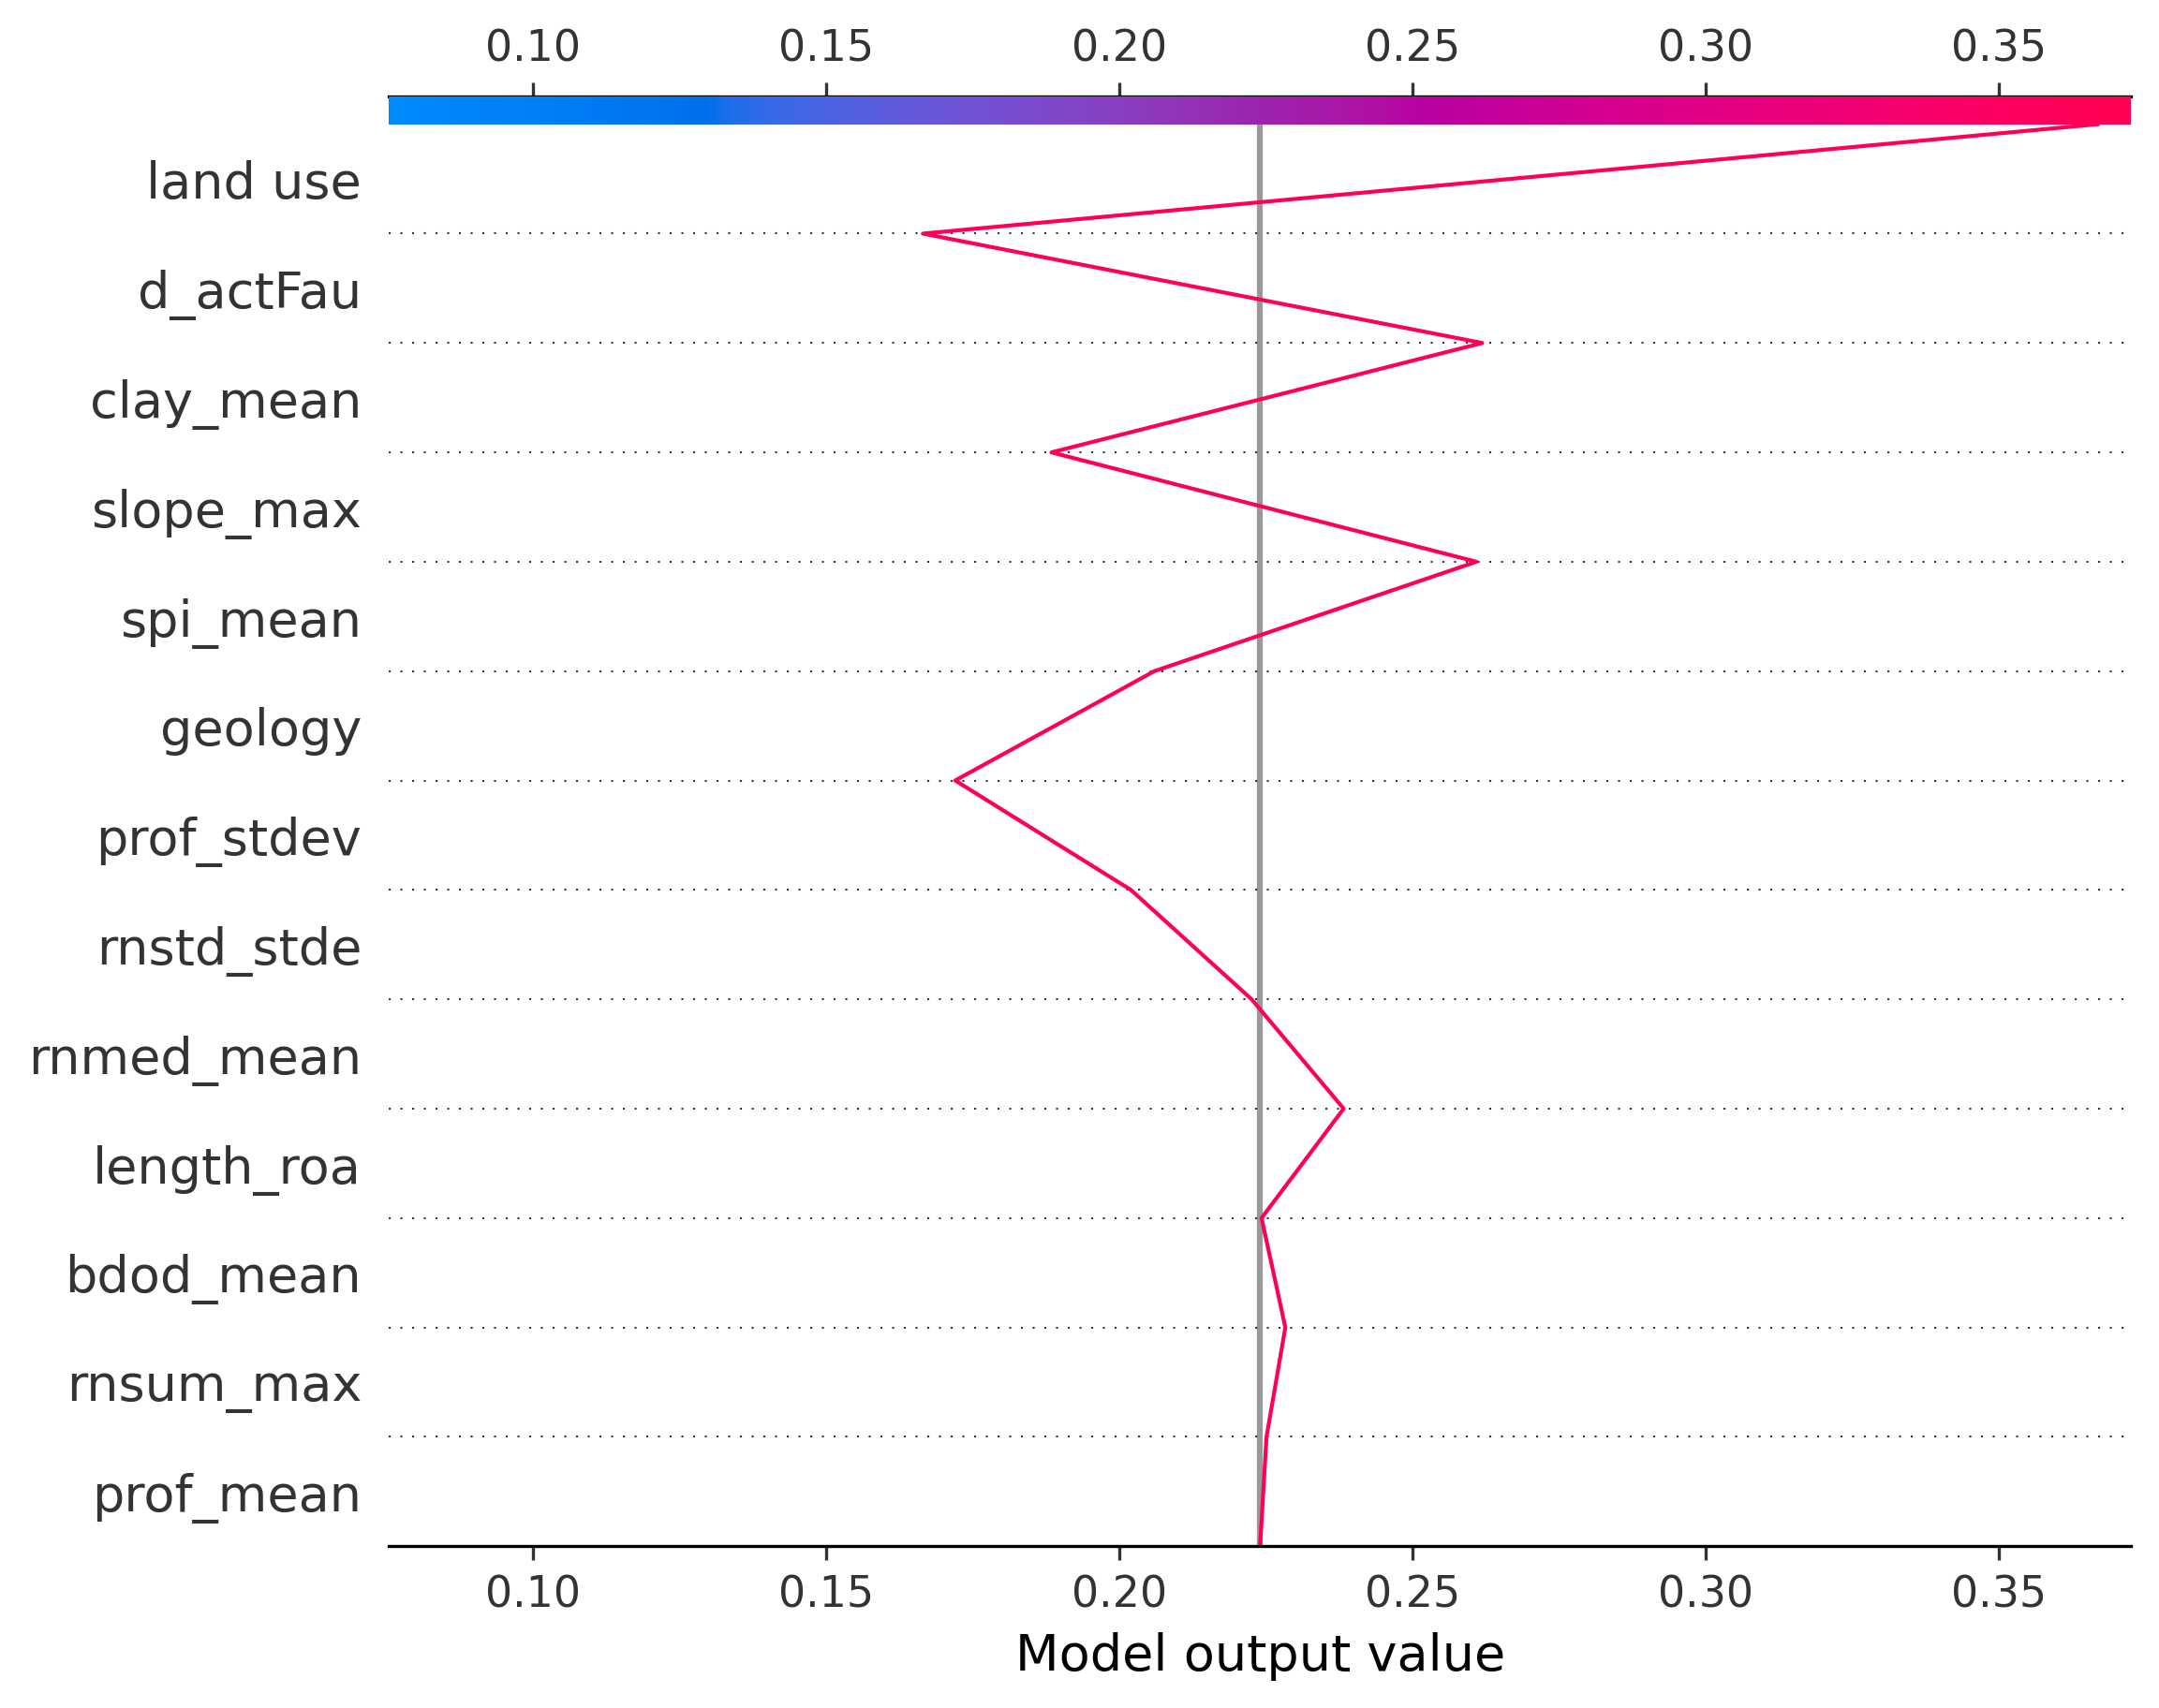 0.10 0.15 0.20 0.25 0.30 0.35
land use
d_actFau
clay_mean
slope_max
spi_mean
geology
prof_stdev
rnstd_stde
rnmed_mean
length_roa
bdod_mean
rnsum_max
prof_mean
0.10 0.15 0.20 0.25 0.30 0.35
Model output value